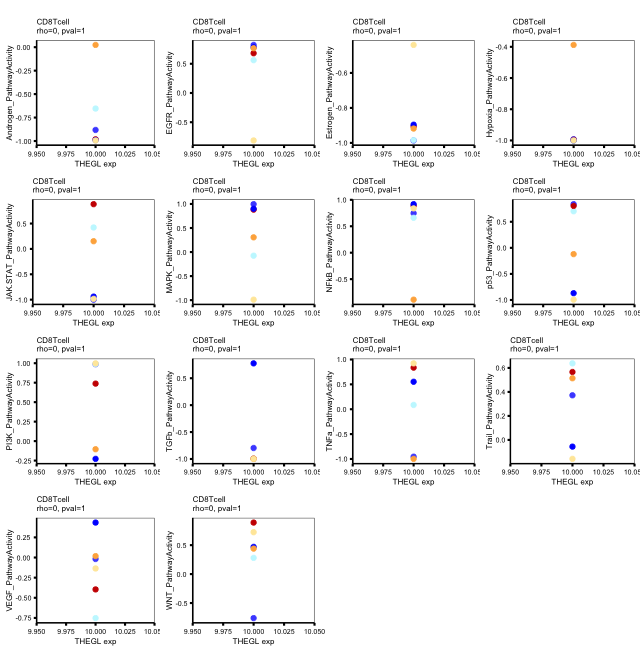 CD8Tcell
rho=0, pval=1
Androgen_PathwayActivity
0.00
-0.25
-0.50
-0.75
-1.00
9.950 9.975 10.000 10.025 10.05
THEGL exp
CD8Tcell
rho=0, pval=1
EGFR_PathwayActivity
0.5
0.0
-0.5
9.950 9.975 10.000 10.025 10.05
THEGL exp
CD8Tcell
rho=0, pval=1
Estrogen_PathwayActivity
-0.6
-0.8
-1.0
9.950 9.975 10.000 10.025 10.05
THEGL exp
CD8Tcell
rho=0, pval=1
Hypoxia_PathwayActivity
-0.4
-0.6
-0.8
-1.0
9.950 9.975 10.000 10.025 10.05
THEGL exp
CD8Tcell
rho=0, pval=1
JAK.STAT_PathwayActivity
0.5
0.0
-0.5
-1.0
9.950 9.975 10.000 10.025 10.05
THEGL exp
CD8Tcell
rho=0, pval=1
MAPK_PathwayActivity
1.0
0.5
0.0
-0.5
-1.0
9.950 9.975 10.000 10.025 10.05
THEGL exp
CD8Tcell
rho=0, pval=1
NFkB_PathwayActivity
1.0
0.5
0.0
-0.5
9.950 9.975 10.000 10.025 10.05
THEGL exp
CD8Tcell
rho=0, pval=1
p53_PathwayActivity
0.5
0.0
-0.5
-1.0
9.950 9.975 10.000 10.025 10.05
THEGL exp
CD8Tcell
rho=0, pval=1
PI3K_PathwayActivity
1.00
0.75
0.50
0.25
0.00
-0.25
9.950 9.975 10.000 10.025 10.05
THEGL exp
CD8Tcell
rho=0, pval=1
TGFb_PathwayActivity
0.5
0.0
-0.5
-1.0
9.950 9.975 10.000 10.025 10.05
THEGL exp
CD8Tcell
rho=0, pval=1
TNFa_PathwayActivity
1.0
0.5
0.0
-0.5
-1.0
9.950 9.975 10.000 10.025 10.05
THEGL exp
CD8Tcell
rho=0, pval=1
Trail_PathwayActivity
0.6
0.4
0.2
0.0
9.950 9.975 10.000 10.025 10.05
THEGL exp
CD8Tcell
rho=0, pval=1
VEGF_PathwayActivity
0.25
0.00
-0.25
-0.50
-0.75
9.950 9.975 10.000 10.025 10.05
THEGL exp
CD8Tcell
rho=0, pval=1
WNT_PathwayActivity
0.5
0.0
-0.5
9.950 9.975 10.000 10.025 10.050
THEGL exp